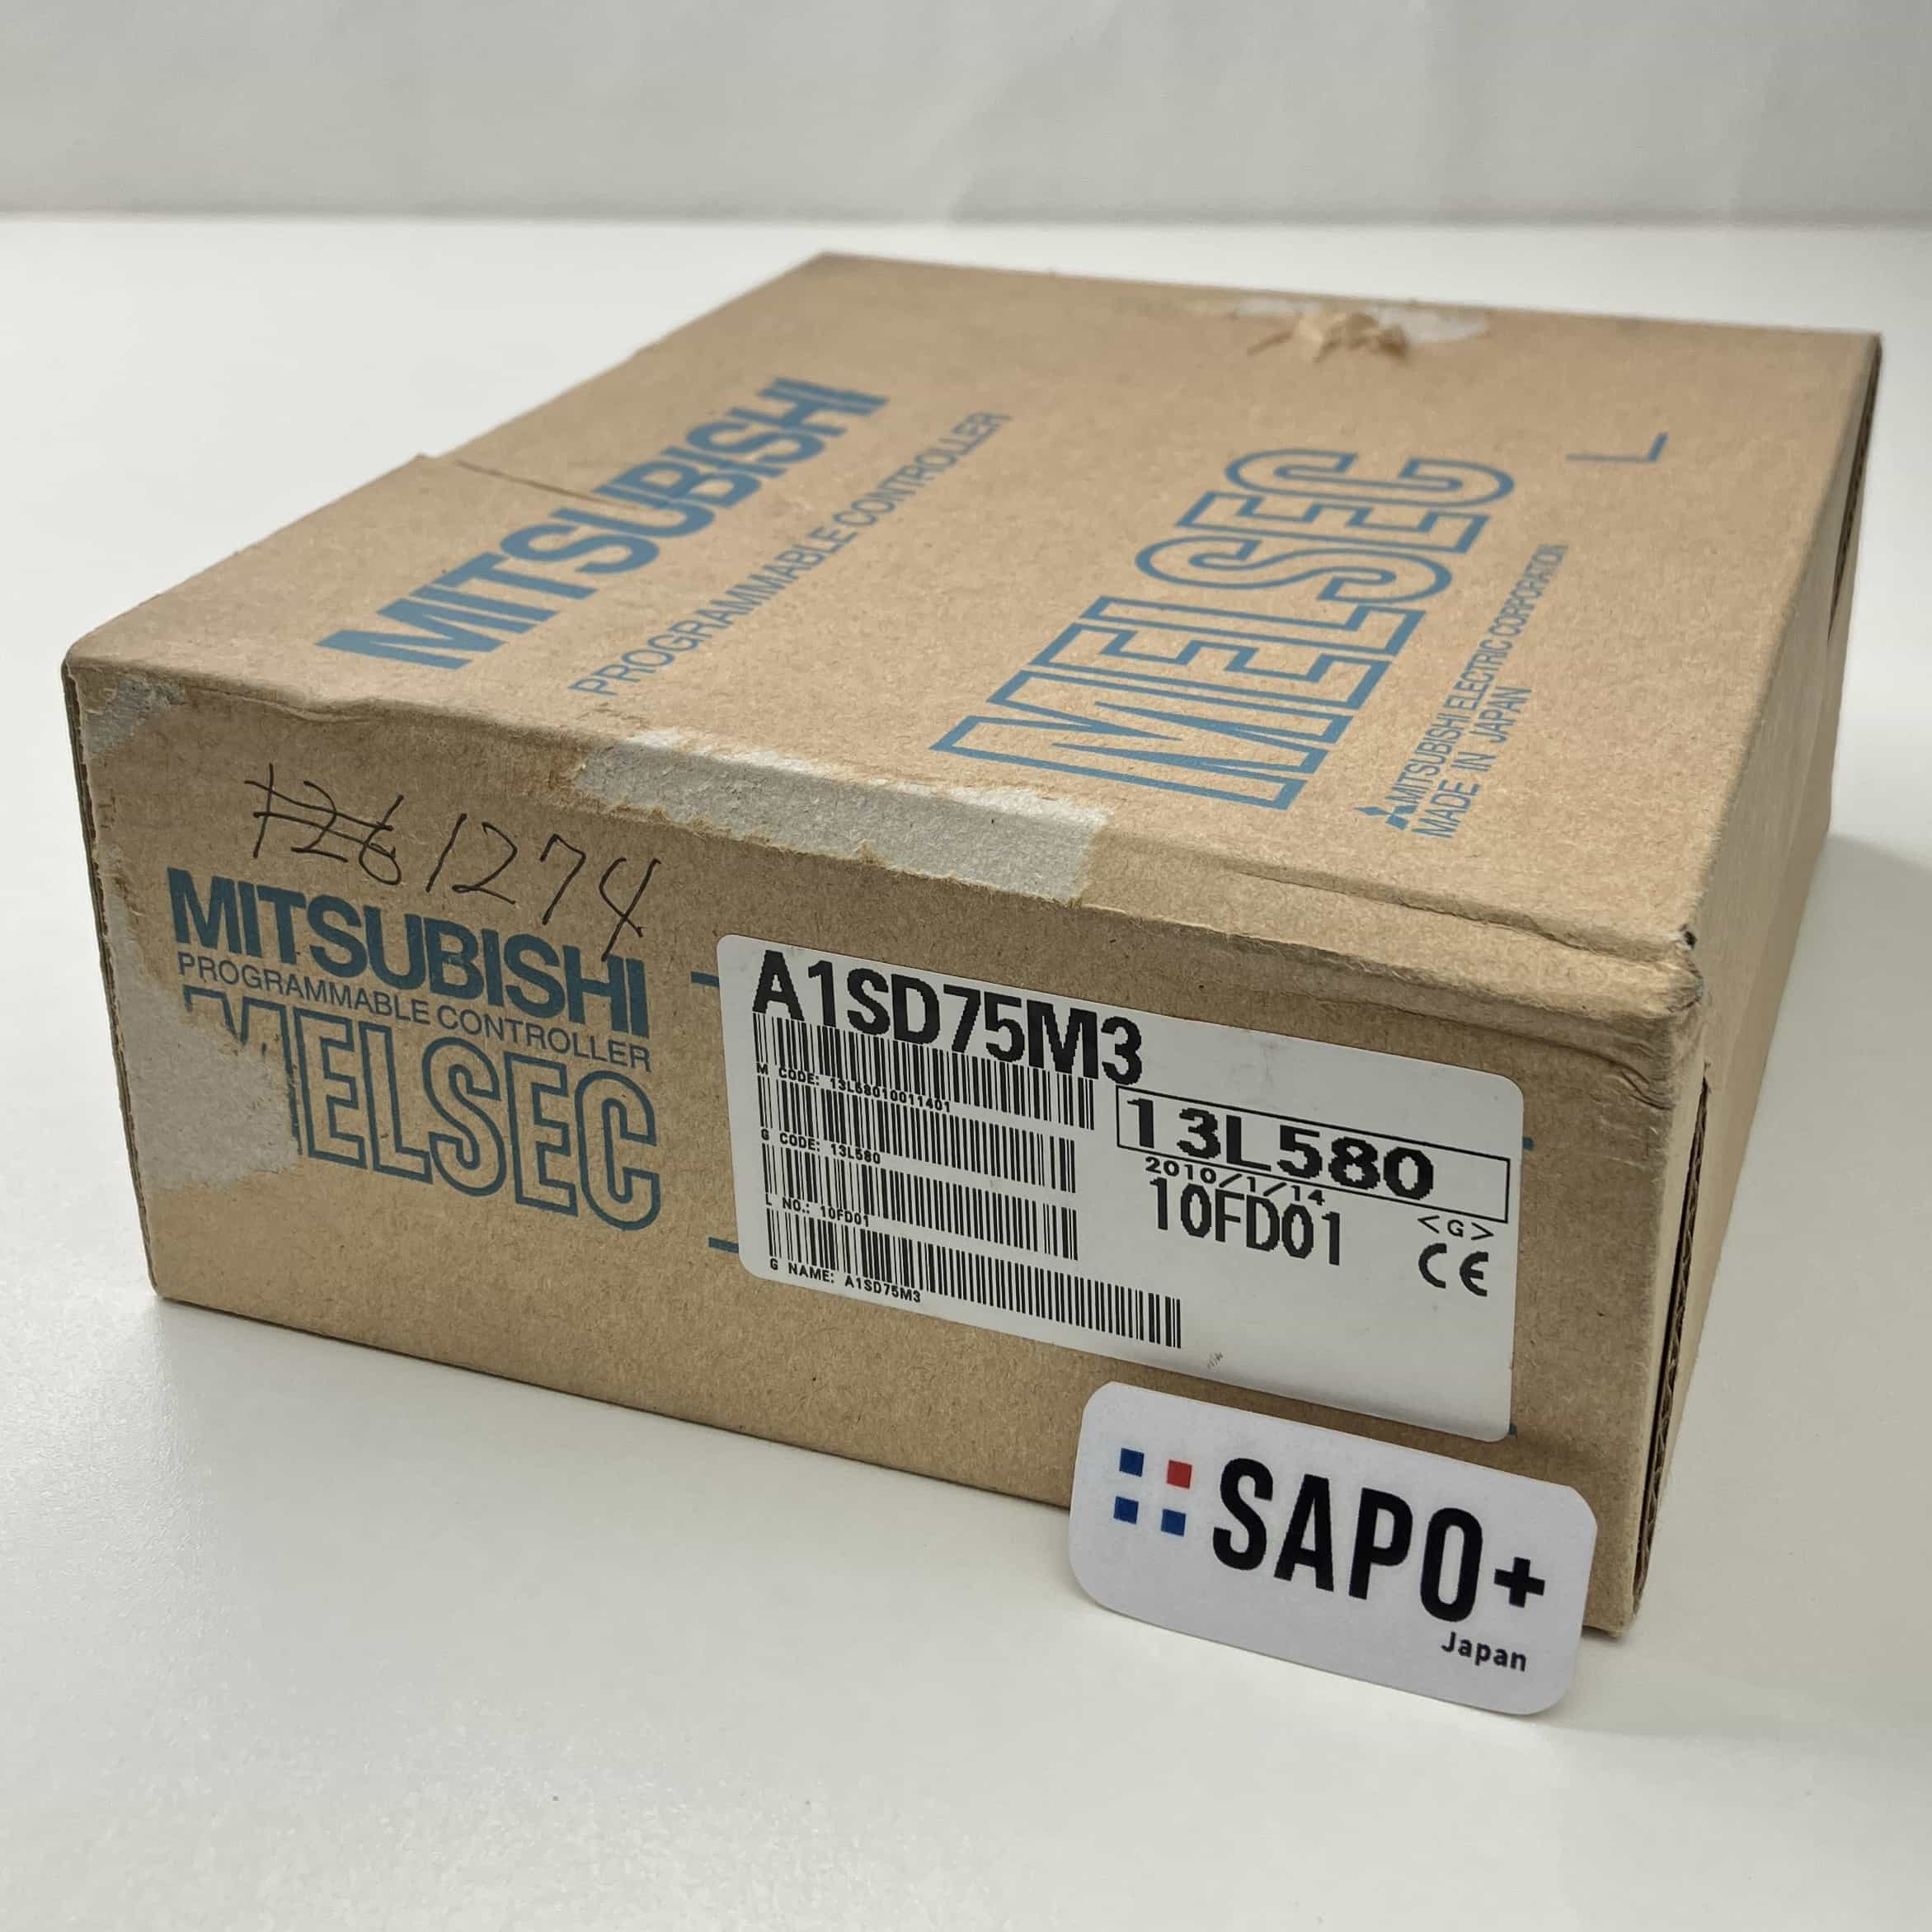 MITSUBISHI
PROGRAMMABLE CONTROLLER
MELSEC
L
MITSUBISHI ELECTRIC CORPORATION
MADE IN JAPAN
1274
MITSUBISHI
PROGRAMMABLE CONTROLLER
MELSEC
A1SD75M3
M CODE: 13L58010011401
G CODE: 13L580
L NO.: 10FD01
G NAME: A1SD75M3
13L580
2010/1/14
10FD01
<G>
CE
SAPO+
Japan